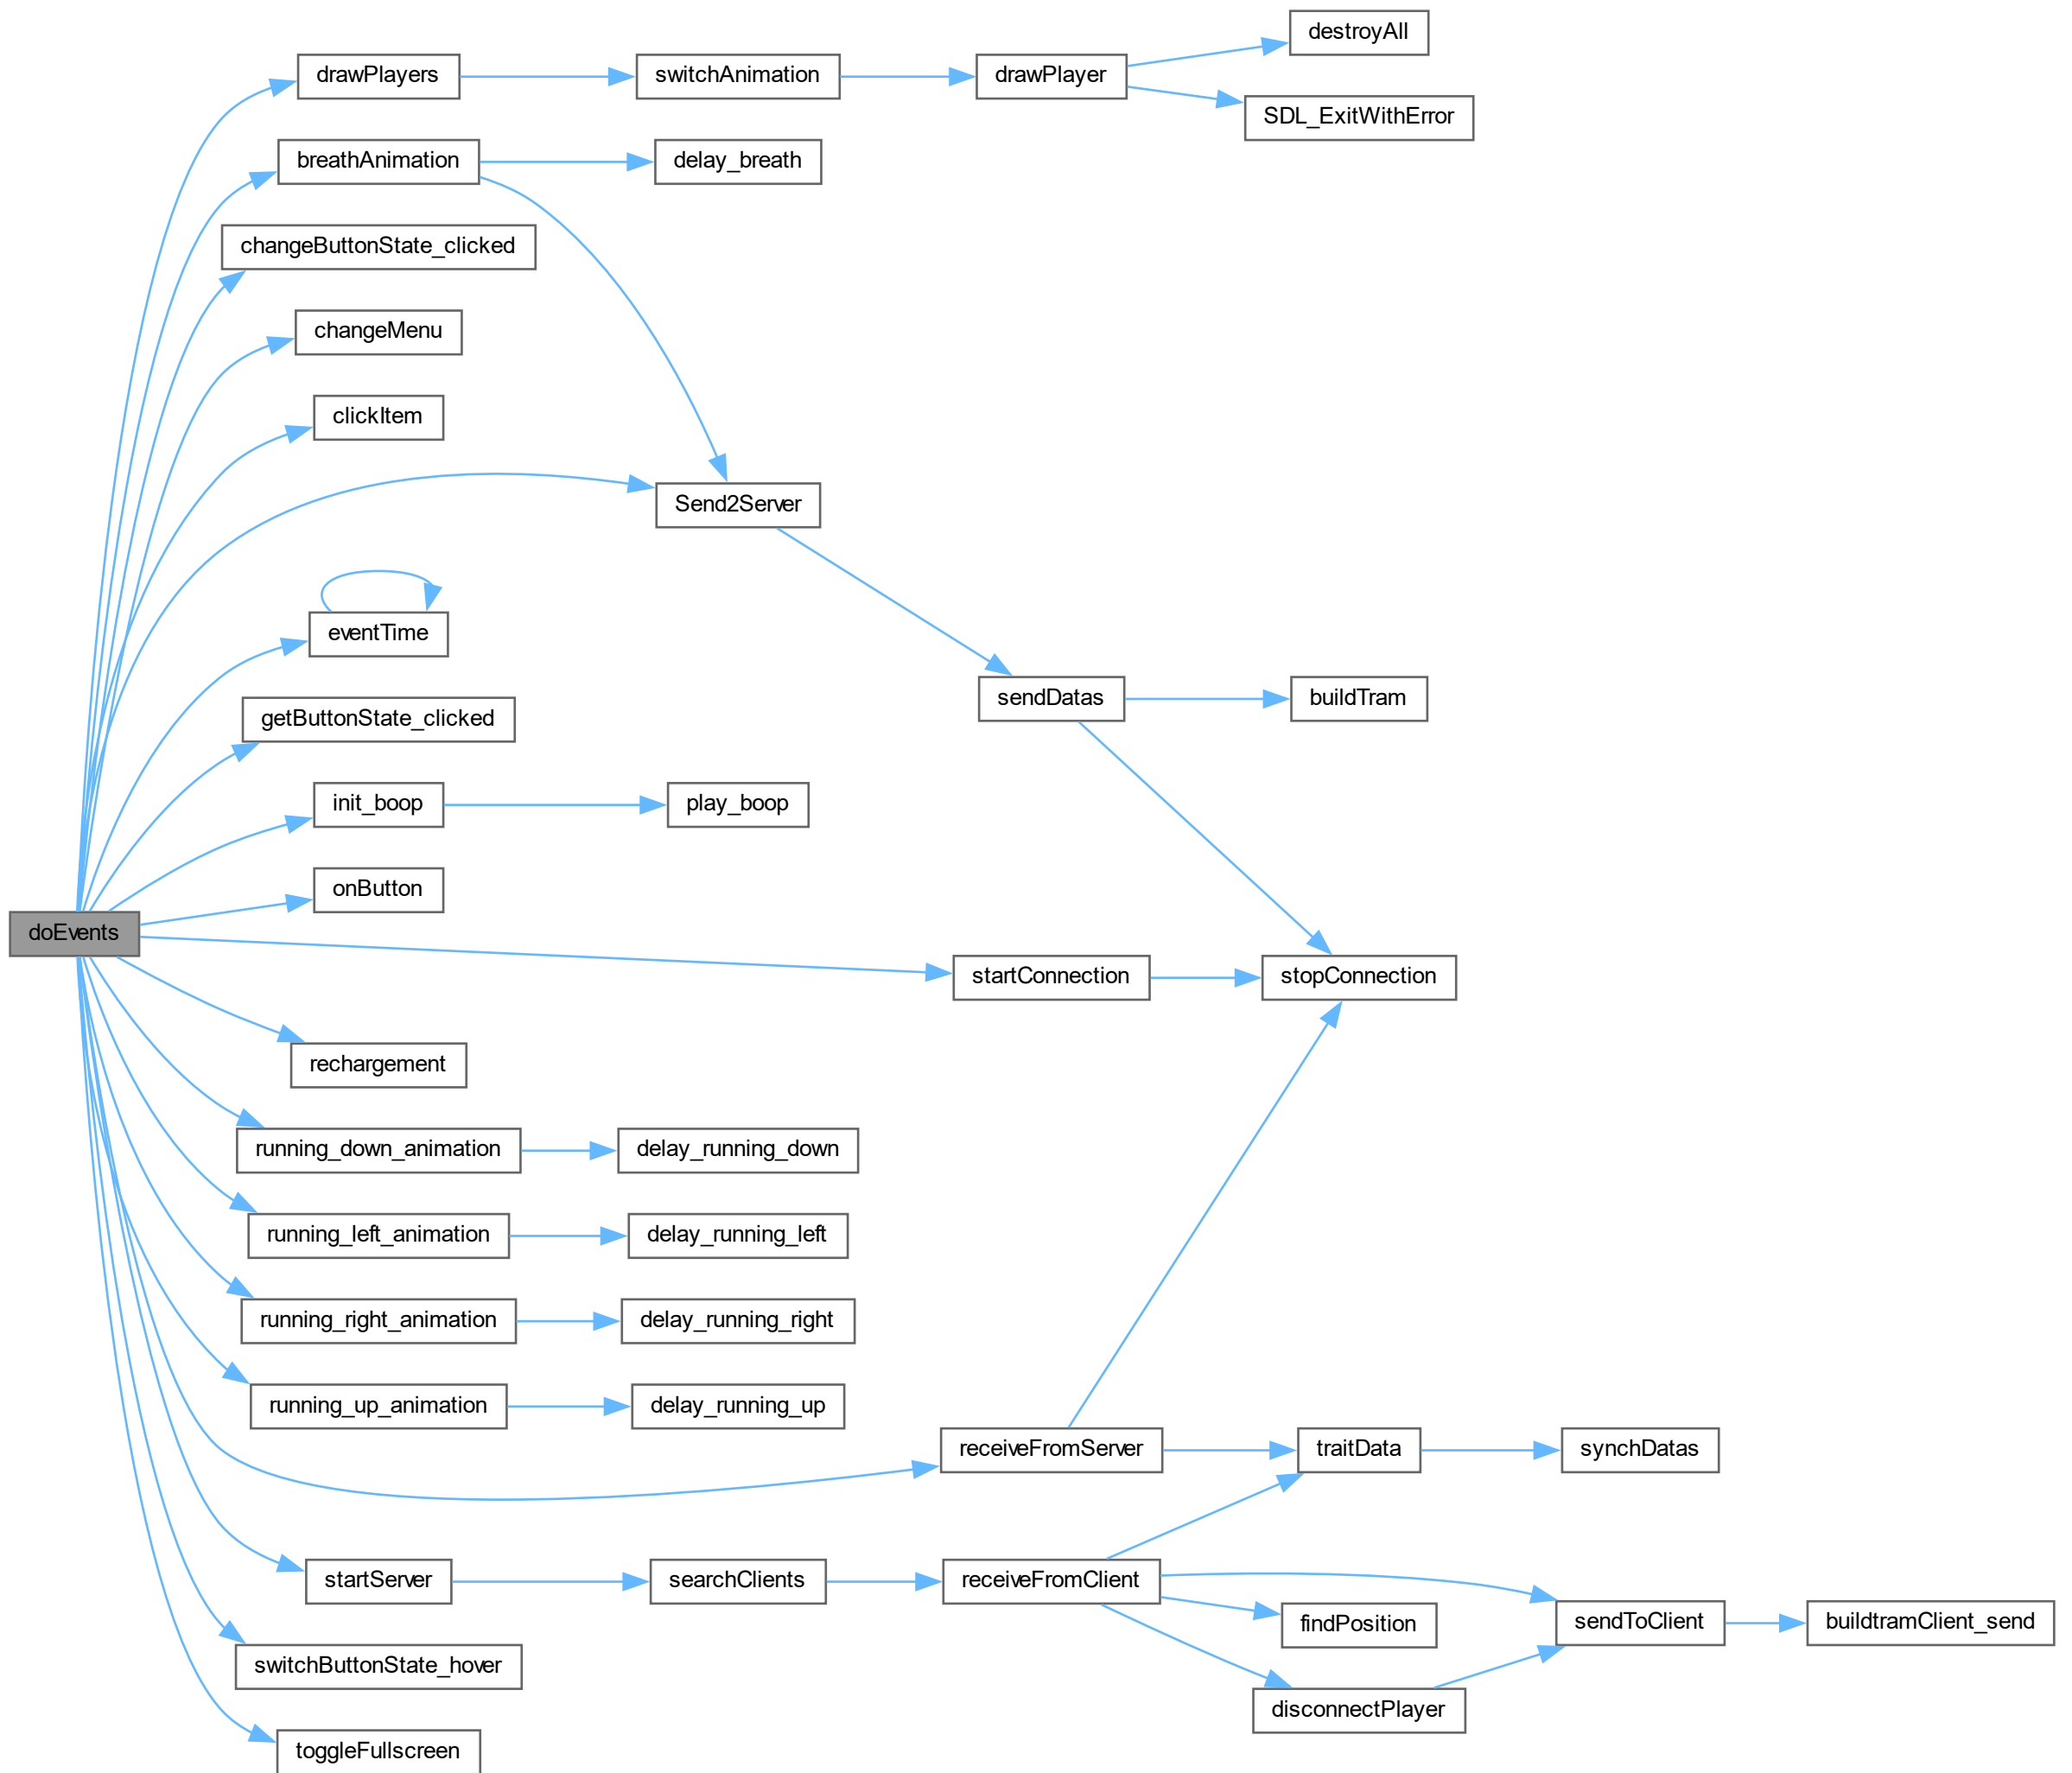 destroyAll
drawPlayers
switchAnimation
drawPlayer
SDL_ExitWithError
breathAnimation
delay_breath
changeButtonState_clicked
changeMenu
clickItem
Send2Server
eventTime
sendDatas
buildTram
getButtonState_clicked
init_boop
play_boop
onButton
doEvents
startConnection
stopConnection
rechargement
running_down_animation
delay_running_down
running_left_animation
delay_running_left
running_right_animation
delay_running_right
running_up_animation
delay_running_up
receiveFromServer
traitData
synchDatas
startServer
searchClients
receiveFromClient
findPosition
sendToClient
buildtramClient_send
switchButtonState_hover
disconnectPlayer
toggleFullscreen